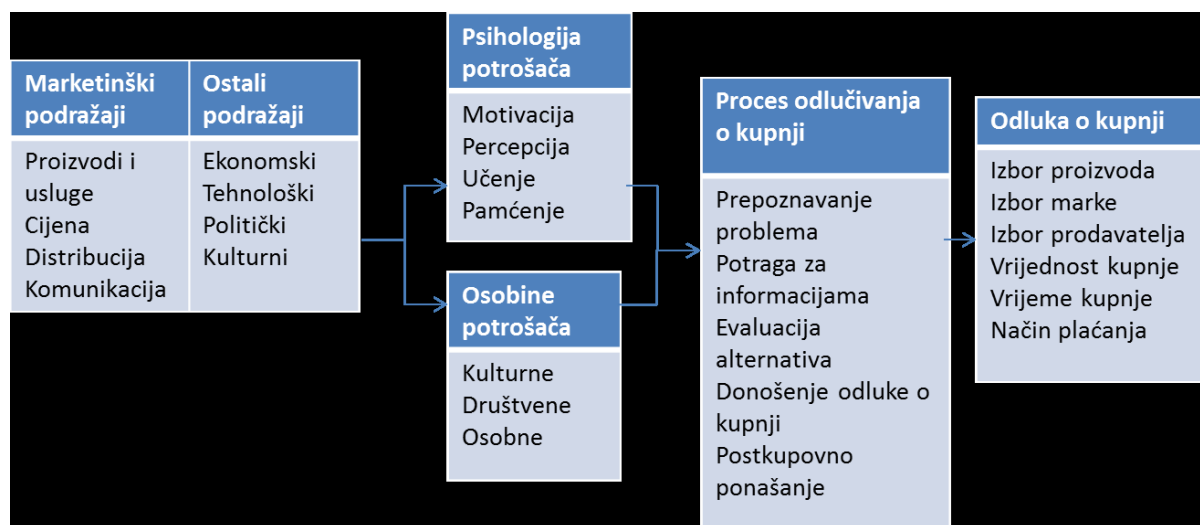 Marketinški
podražaji
Proizvodi i
usluge
Cijena
Distribucija
Komunikacija
Ostali
podražaji
Ekonomski
Tehnološki
Politički
Kulturni
Psihologija
potrošača
Motivacija
Percepcija
Učenje
Pamćenje
Osobine
potrošača
Kulturne
Društvene
Osobne
Proces odlučivanja
o kupnji
Prepoznavanje
problema
Potraga za
informacijama
Evaluacija
alternativa
Donošenje odluke o
kupnji
Postkupovno
ponašanje
Odluka o kupnji
Izbor proizvoda
Izbor marke
Izbor prodavatelja
Vrijednost kupnje
Vrijeme kupnje
Način plaćanja